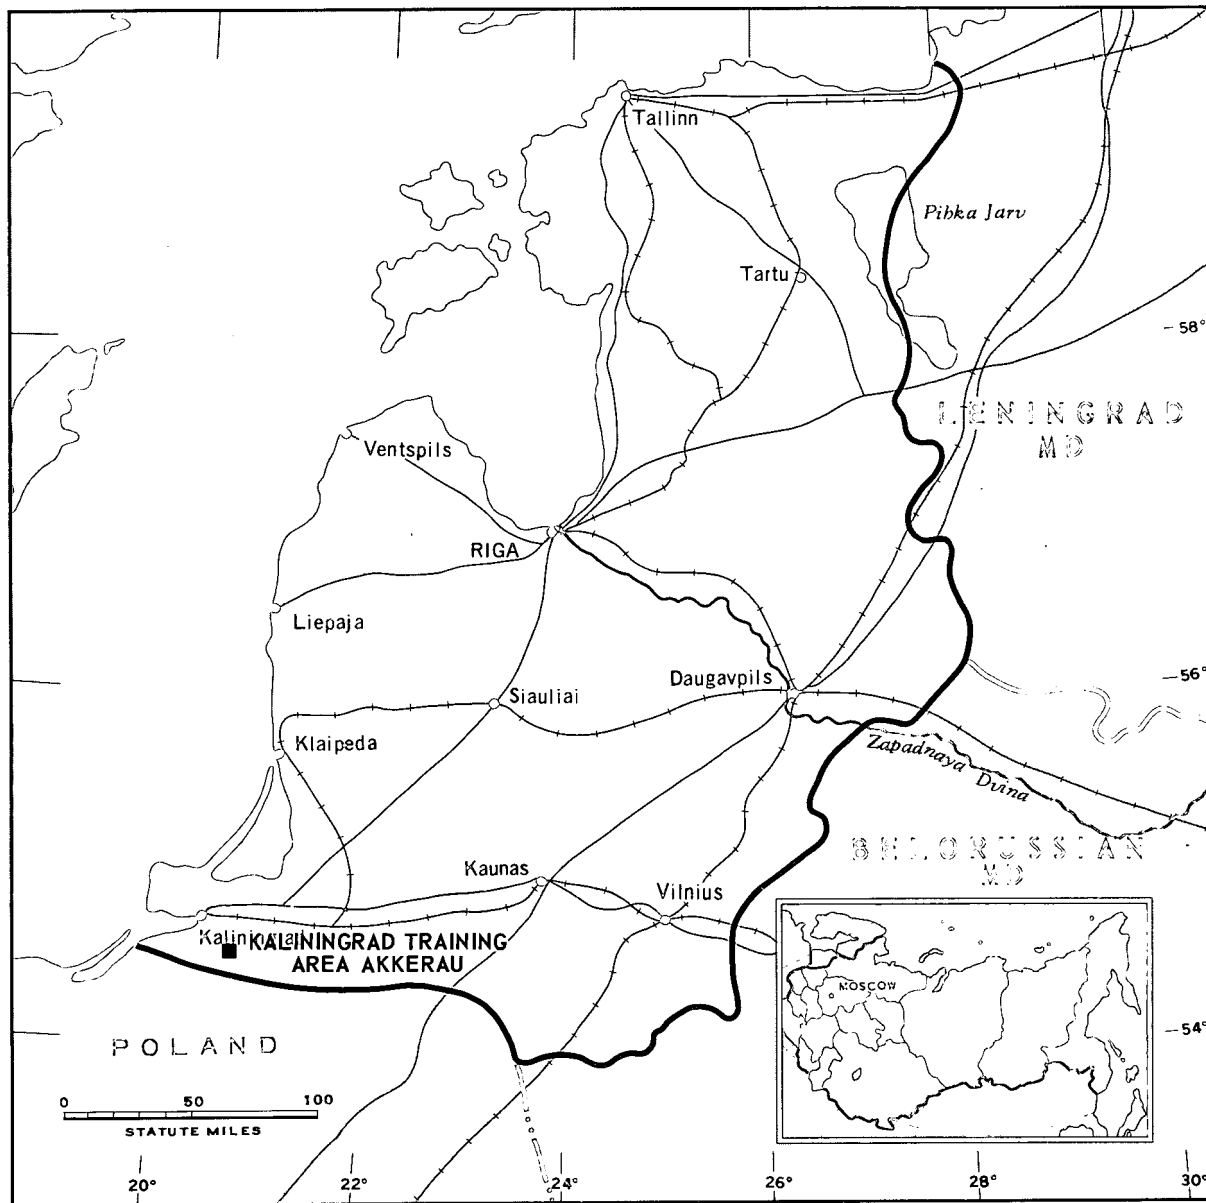 Tallinn
Pihka Jarv
Tartu
58°
LENINGRAD
MD
Ventspils
RIGA
Liepaja
Daugavpils
56°
Siauliai
Klaipeda
Zapadnaya Dvina
BELORUSSIAN
MD
Kaunas
Vilnius
Kaliningrad
KALININGRAD TRAINING
AREA AKKERAU
MOSCOW
54°
POLAND
0 50 100
STATUTE MILES
20° 22° 24° 26° 28° 30°